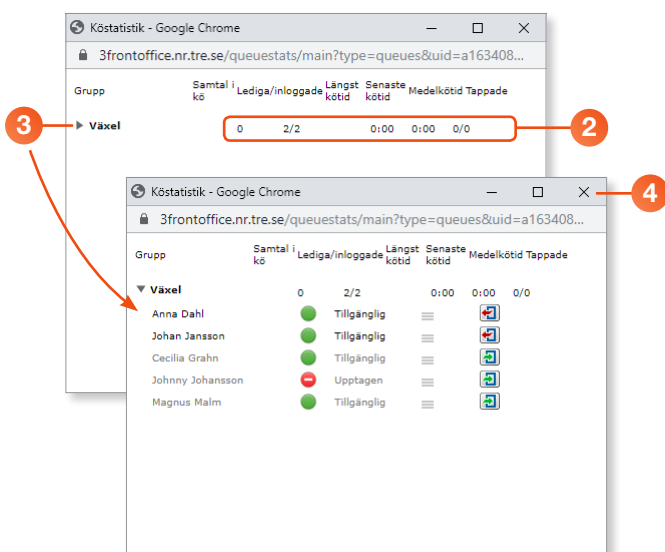 Köstatistik - Google Chrome
3frontoffice.nr.tre.se/queuestats/main?type=queues&uid=a163408...
Grupp Samtal i kö Lediga/inloggade Längst kötid Senaste kötid Medelkötid Tappade
3 Växel 0 2/2 0:00 0:00 0/0 2
Köstatistik - Google Chrome 4
3frontoffice.nr.tre.se/queuestats/main?type=queues&uid=a163408...
Grupp Samtal i kö Lediga/inloggade Längst kötid Senaste kötid Medelkötid Tappade
Växel 0 2/2 0:00 0:00 0/0
Anna Dahl Tillgänglig
Johan Jansson Tillgänglig
Cecilia Grahn Tillgänglig
Johnny Johansson Upptagen
Magnus Malm Tillgänglig